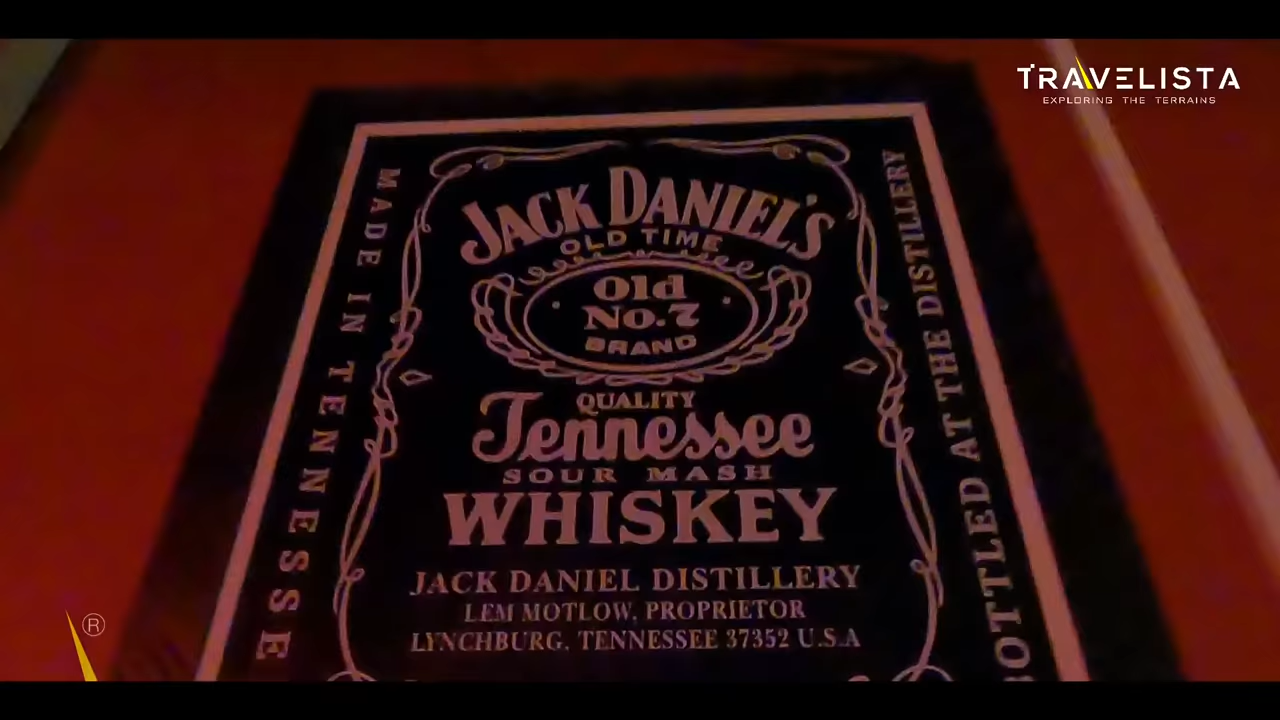 TRAVELISTA
EXPLORING THE TERRAINS
MADE IN TENNESSEE
JACK DANIEL'S
OLD TIME
Old
No.7
BRAND
QUALITY
Tennessee
SOUR MASH
WHISKEY
JACK DANIEL DISTILLERY
LEM MOTLOW, PROPRIETOR
LYNCHBURG, TENNESSEE 37352 U.S.A
BOTTLED AT THE DISTILLERY
®